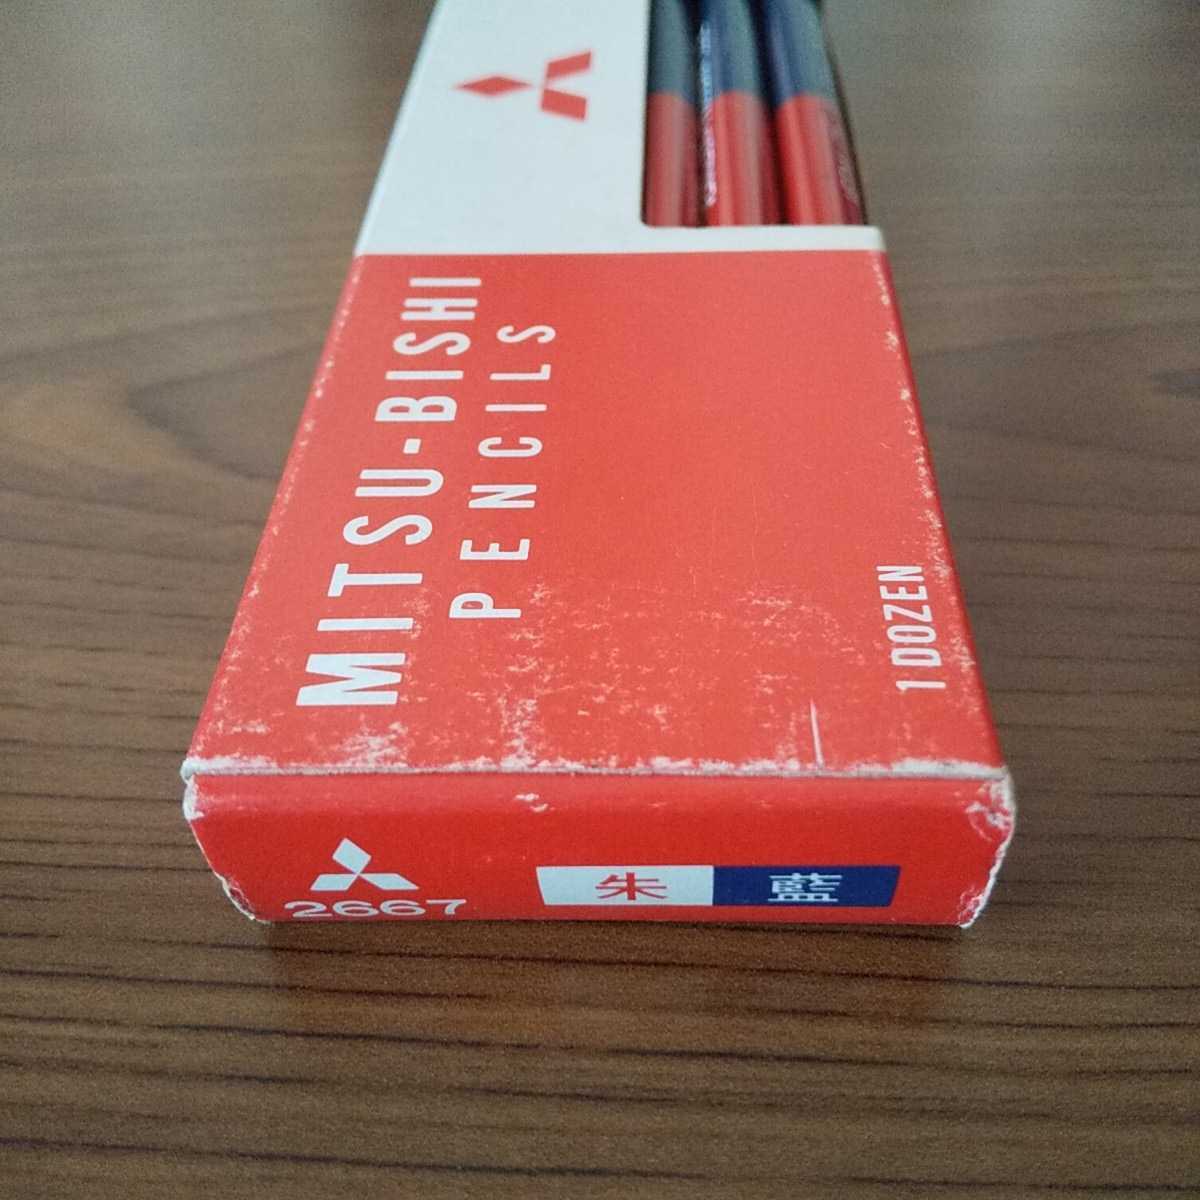 MITSU-BISHI
PENCILS
1 DOZEN
2667
朱 藍